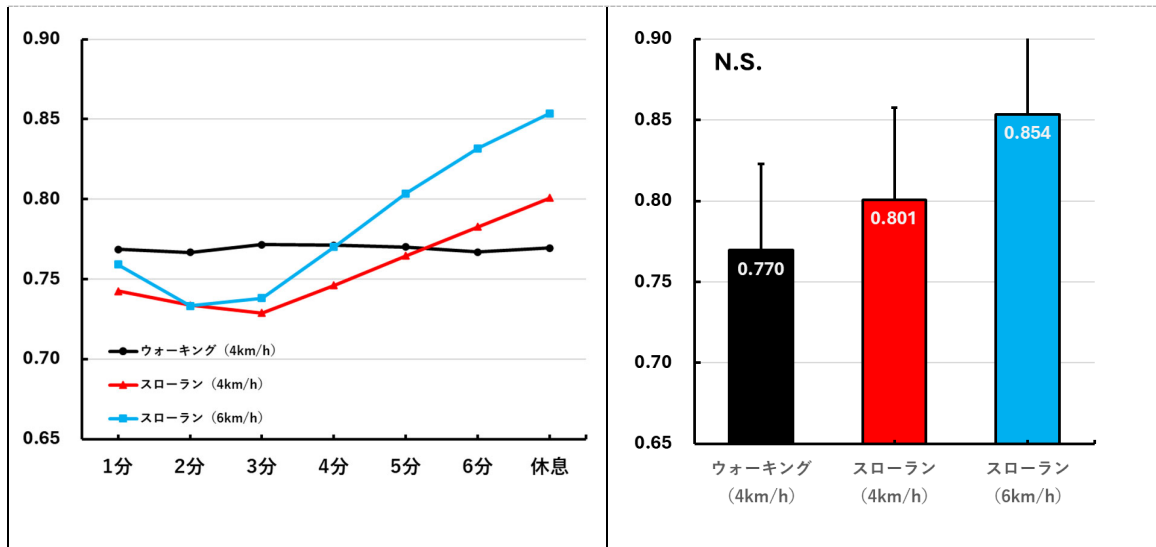 0.90
0.85
0.80
0.75
0.70
0.65
ウォーキング（4km/h）
スローラン（4km/h）
スローラン（6km/h）
1分 2分 3分 4分 5分 6分 休息
N.S.
0.90
0.85
0.80
0.75
0.70
0.65
0.770
0.801
0.854
ウォーキング
（4km/h）
スローラン
（4km/h）
スローラン
（6km/h）